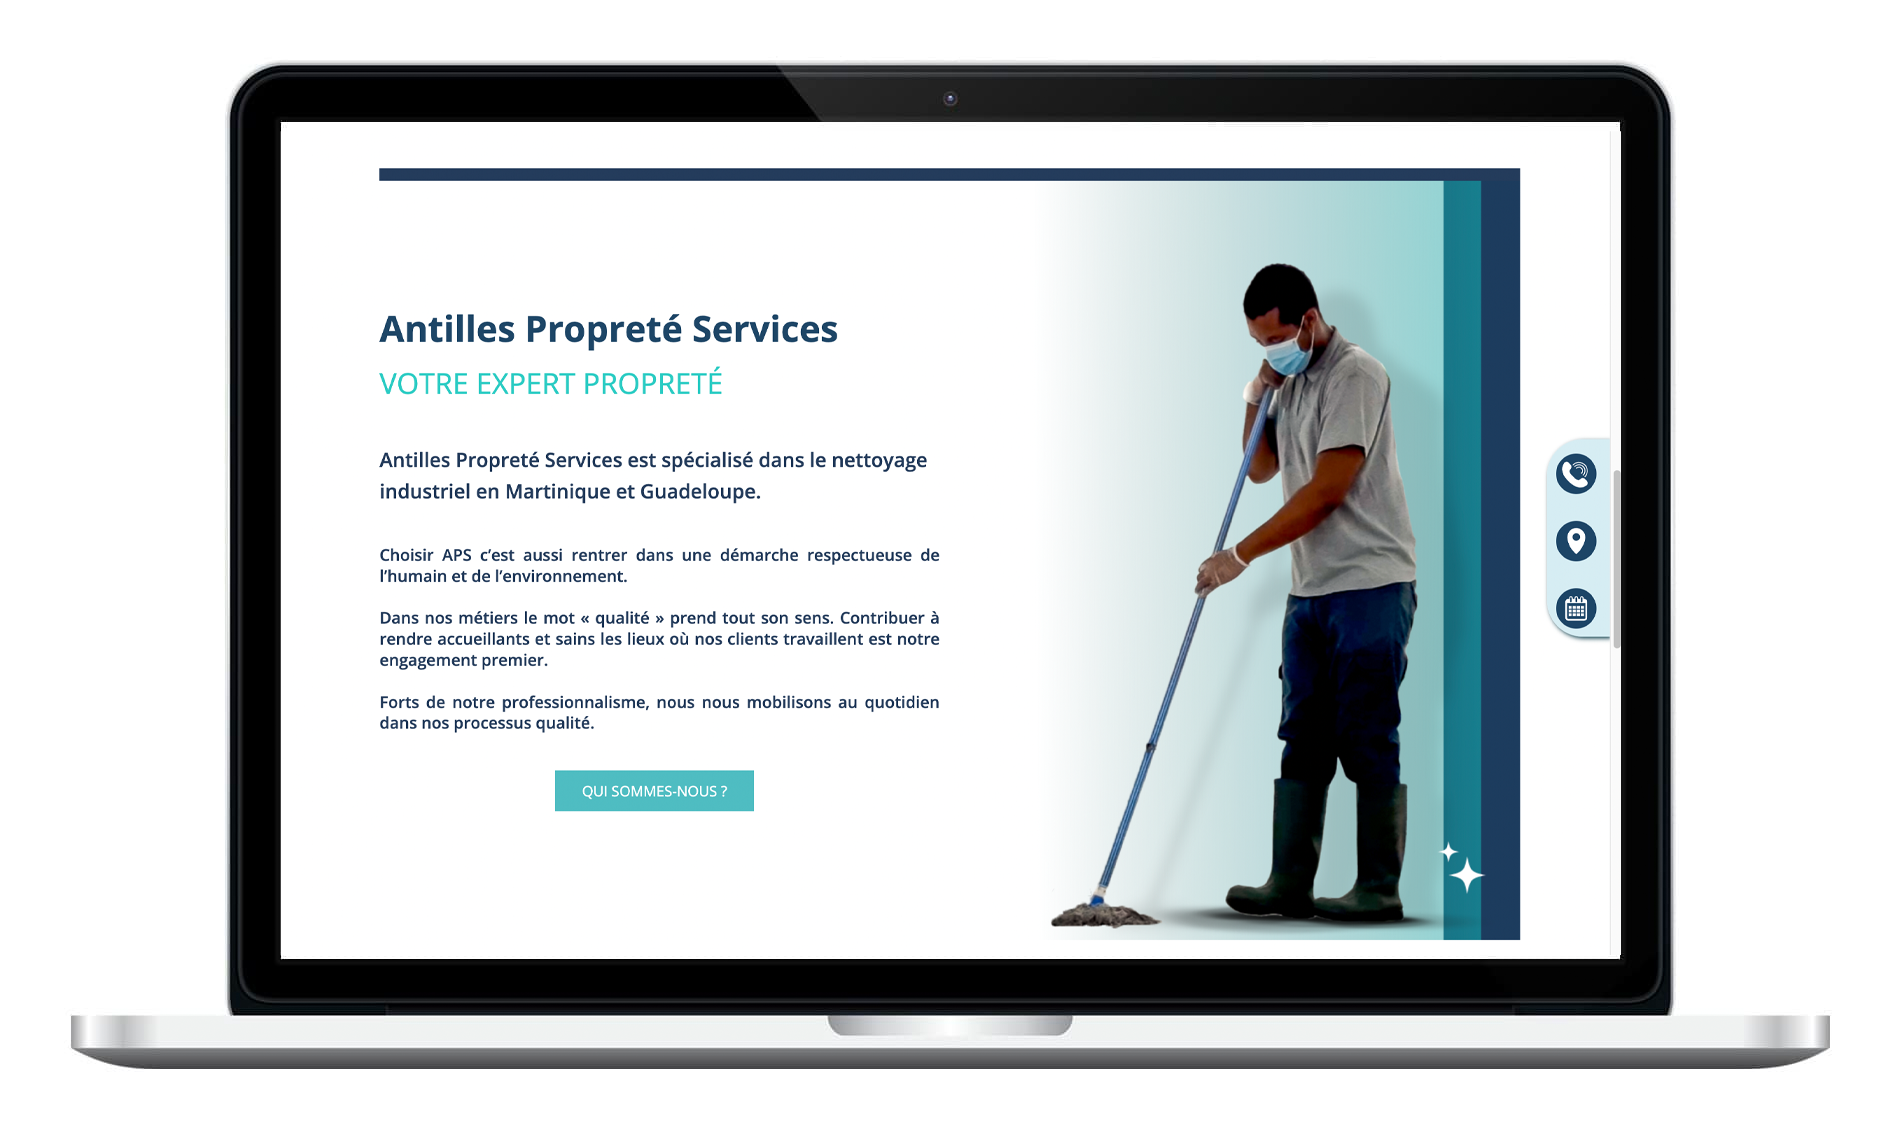 Antilles Propreté Services
VOTRE EXPERT PROPRETÉ
Antilles Propreté Services est spécialisé dans le nettoyage
industriel en Martinique et Guadeloupe.
Choisir APS c’est aussi rentrer dans une démarche respectueuse de
l’humain et de l’environnement.
Dans nos métiers le mot « qualité » prend tout son sens. Contribuer à
rendre accueillants et sains les lieux où nos clients travaillent est notre
engagement premier.
Forts de notre professionnalisme, nous nous mobilisons au quotidien
dans nos processus qualité.
QUI SOMMES-NOUS ?